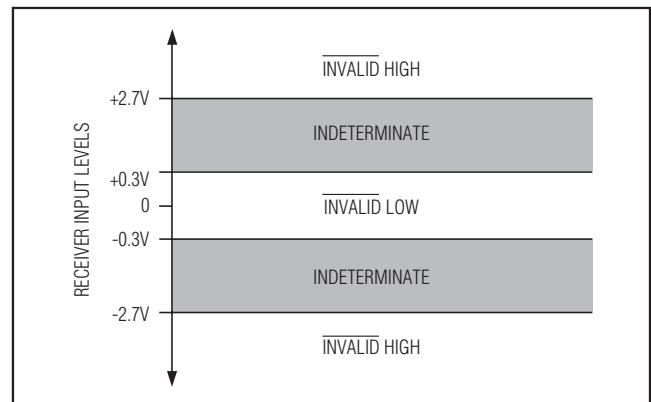 INVALID HIGH
+2.7V
INDETERMINATE
+0.3V
0
INVALID LOW
-0.3V
INDETERMINATE
-2.7V
INVALID HIGH
RECEIVER INPUT LEVELS